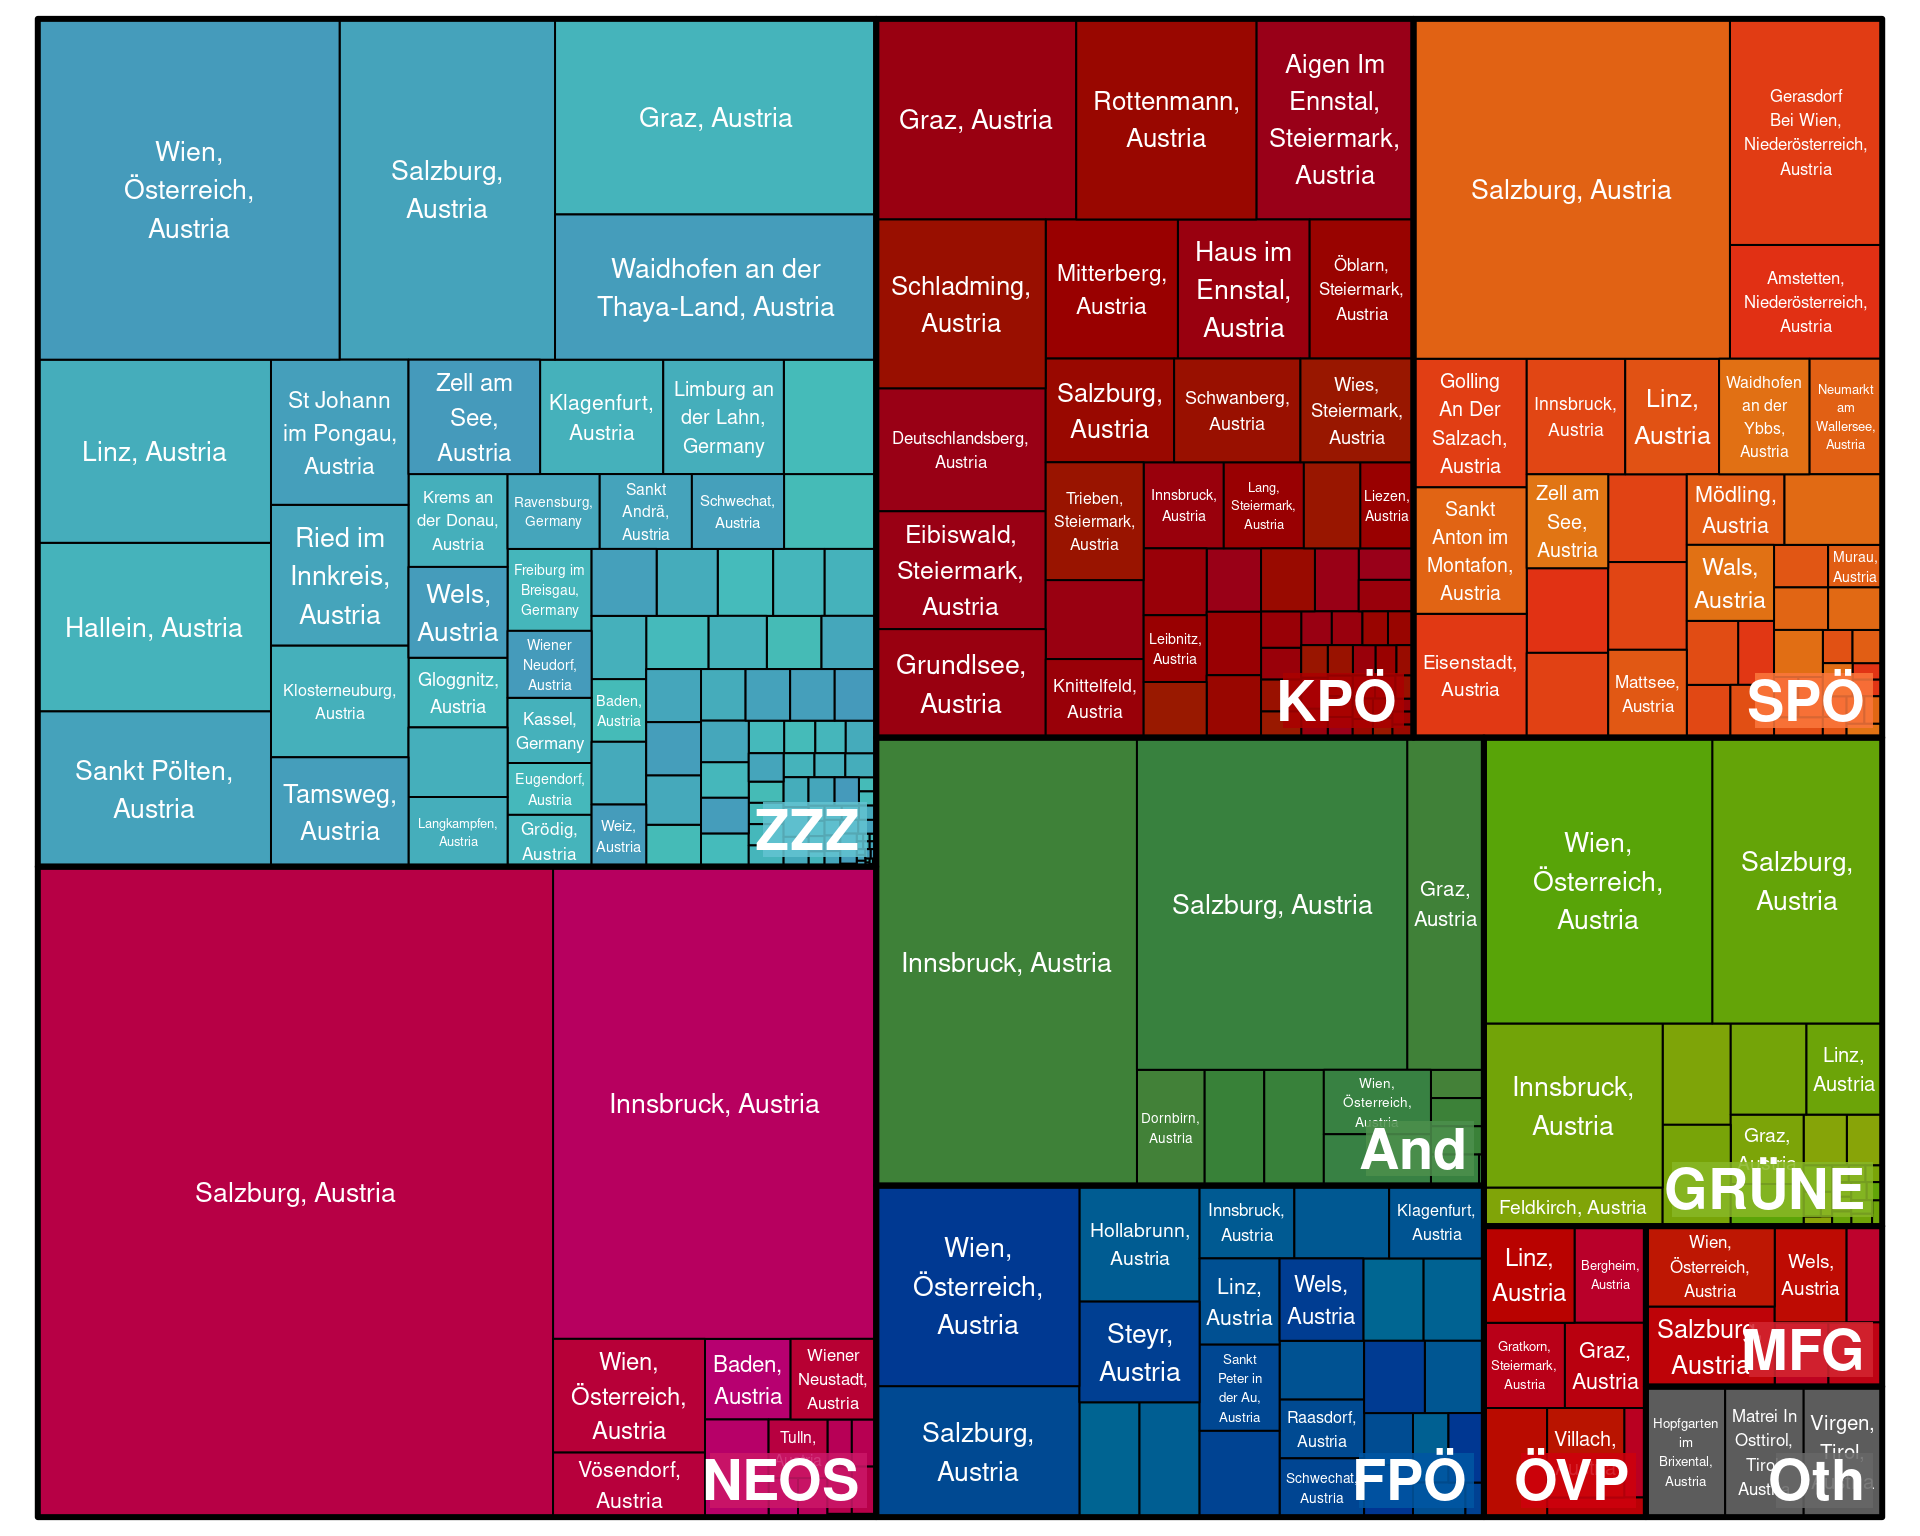 Wien,
Österreich,
Austria
Salzburg,
Austria
Graz, Austria
Waidhofen an der
Thaya-Land, Austria
Linz, Austria
Hallein, Austria
Sankt Pölten,
Austria
St Johann
im Pongau,
Austria
Ried im
Innkreis,
Austria
Klosterneuburg,
Austria
Tamsweg,
Austria
Zell am
See,
Austria
Klagenfurt,
Austria
Limburg an
der Lahn,
Germany
Krems an
der Donau,
Austria
Ravensburg,
Germany
Sankt
Andrä,
Austria
Schwechat,
Austria
Wels,
Austria
Freiburg im
Breisgau,
Germany
Wiener
Neudorf,
Austria
Gloggnitz,
Austria
Baden,
Austria
Kassel,
Germany
Eugendorf,
Austria
Langkampfen,
Austria
Grödig,
Austria
Weiz,
Austria
ZZZ
Graz, Austria
Rottenmann,
Austria
Aigen Im
Ennstal,
Steiermark,
Austria
Schladming,
Austria
Mitterberg,
Austria
Haus im
Ennstal,
Austria
Öblarn,
Steiermark,
Austria
Deutschlandsberg,
Austria
Salzburg,
Austria
Schwanberg,
Austria
Wies,
Steiermark,
Austria
Eibiswald,
Steiermark,
Austria
Trieben,
Steiermark,
Austria
Innsbruck,
Austria
Lang,
Steiermark,
Austria
Liezen,
Austria
Grundlsee,
Austria
Leibnitz,
Austria
Knittelfeld,
Austria
KPÖ
Salzburg, Austria
Gerasdorf
Bei Wien,
Niederösterreich,
Austria
Amstetten,
Niederösterreich,
Austria
Golling
An Der
Salzach,
Austria
Innsbruck,
Austria
Linz,
Austria
Waidhofen
an der
Ybbs,
Austria
Neumarkt
am
Wallersee,
Austria
Sankt
Anton im
Montafon,
Austria
Zell am
See,
Austria
Mödling,
Austria
Wals,
Austria
Murau,
Austria
Eisenstadt,
Austria
Mattsee,
Austria
SPÖ
Salzburg, Austria
Innsbruck, Austria
Wien,
Österreich,
Austria
Baden,
Austria
Wiener
Neustadt,
Austria
Vösendorf,
Austria
Tulln,
NEOS
Innsbruck, Austria
Salzburg, Austria
Graz,
Austria
Dornbirn,
Austria
Wien,
Österreich,
Austria
And
Wien,
Österreich,
Austria
Salzburg,
Austria
Innsbruck,
Austria
Linz,
Austria
Graz,
Austria
Feldkirch, Austria
GRÜNE
Wien,
Österreich,
Austria
Salzburg,
Austria
Hollabrunn,
Austria
Steyr,
Austria
Innsbruck,
Austria
Klagenfurt,
Austria
Linz,
Austria
Wels,
Austria
Sankt
Peter in
der Au,
Austria
Raasdorf,
Austria
Schwechat,
Austria
FPÖ
Linz,
Austria
Bergheim,
Austria
Gratkorn,
Steiermark,
Austria
Graz,
Austria
Villach,
ÖVP
Wien,
Österreich,
Austria
Wels,
Austria
Salzburg,
Austria
MFG
Hopfgarten
im
Brixental,
Austria
Matrei In
Osttirol,
Tirol,
Austria
Virgen,
Tirol,
Oth